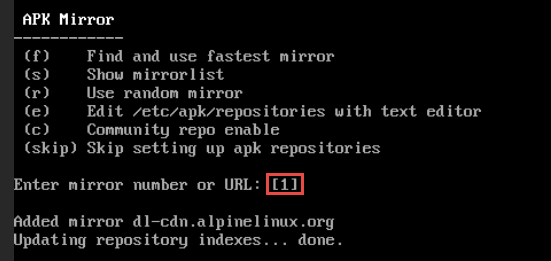 APK Mirror
------------
(f) Find and use fastest mirror
(s) Show mirrorlist
(r) Use random mirror
(e) Edit /etc/apk/repositories with text editor
(c) Community repo enable
(skip) Skip setting up apk repositories
Enter mirror number or URL: [1]
Added mirror dl-cdn.alpinelinux.org
Updating repository indexes... done.